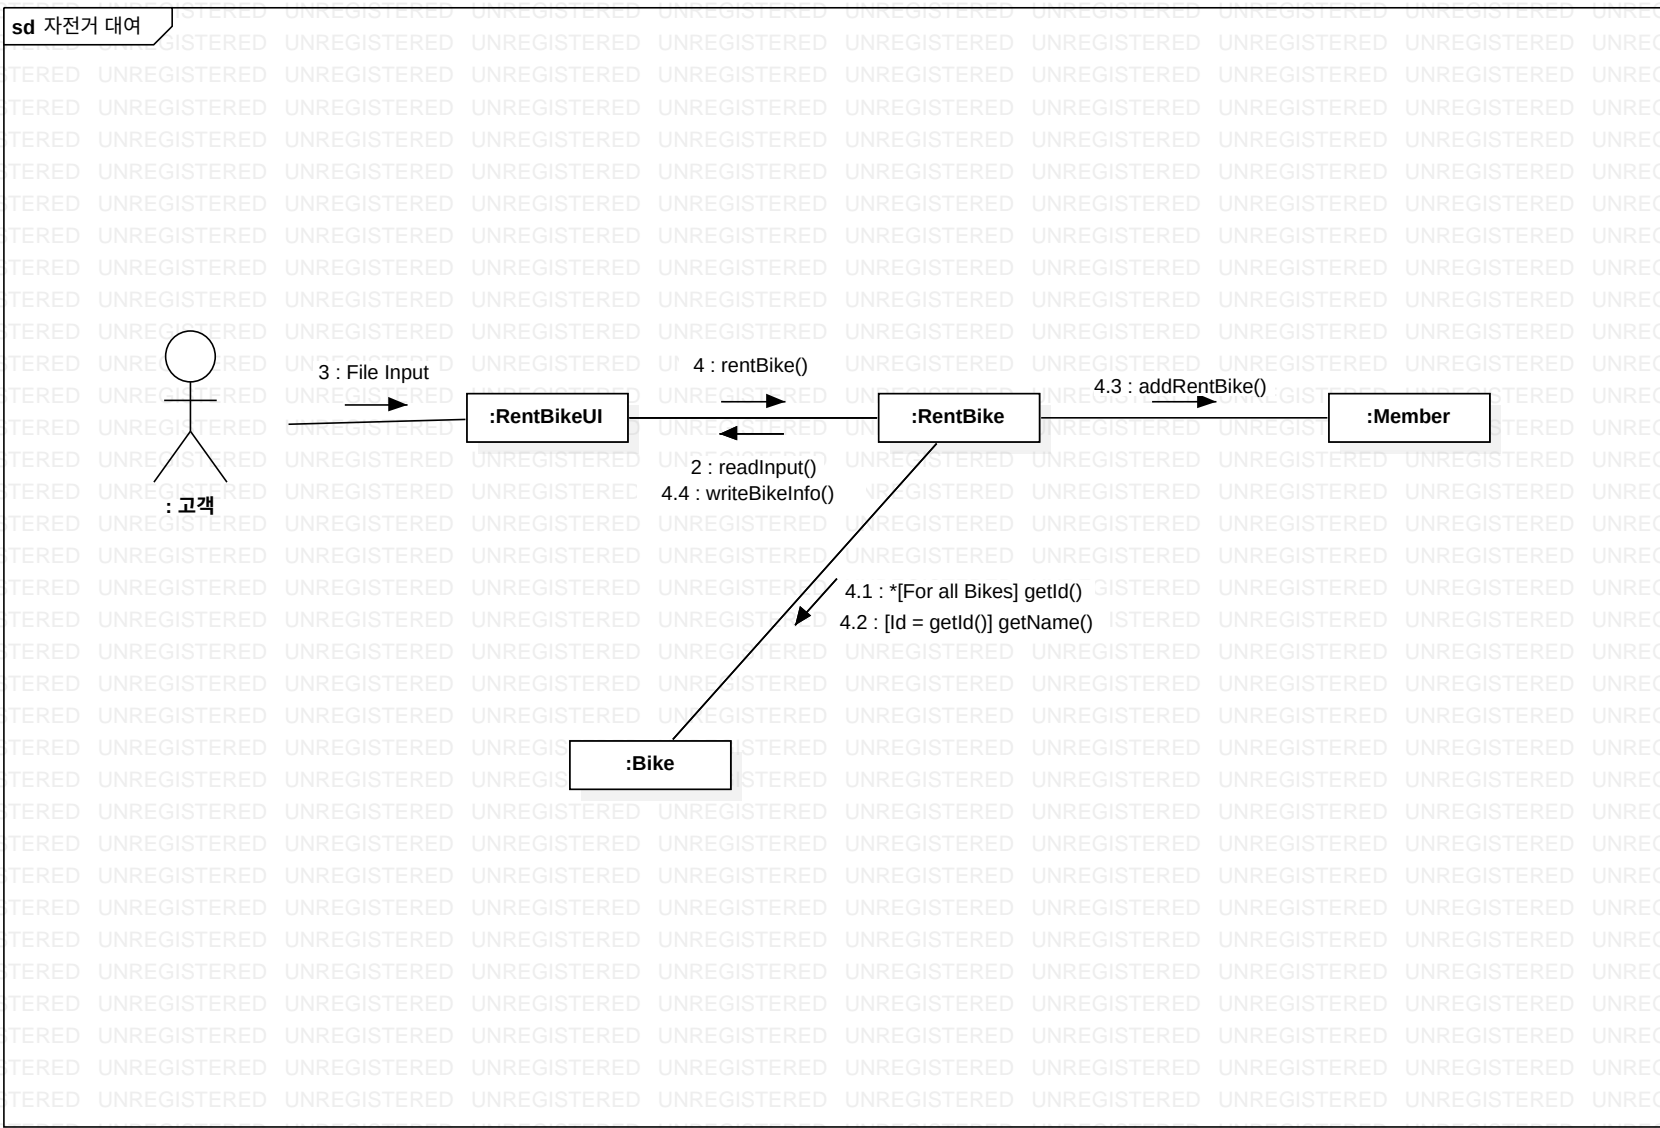 sd 자전거 대여
3 : File Input
4 : rentBike()
4.3 : addRentBike()
:RentBikeUI
:RentBike
:Member
2 : readInput()
4.4 : writeBikeInfo()
: 고객
4.1 : *[For all Bikes] getId()
4.2 : [Id = getId()] getName()
:Bike
UNREGISTERED